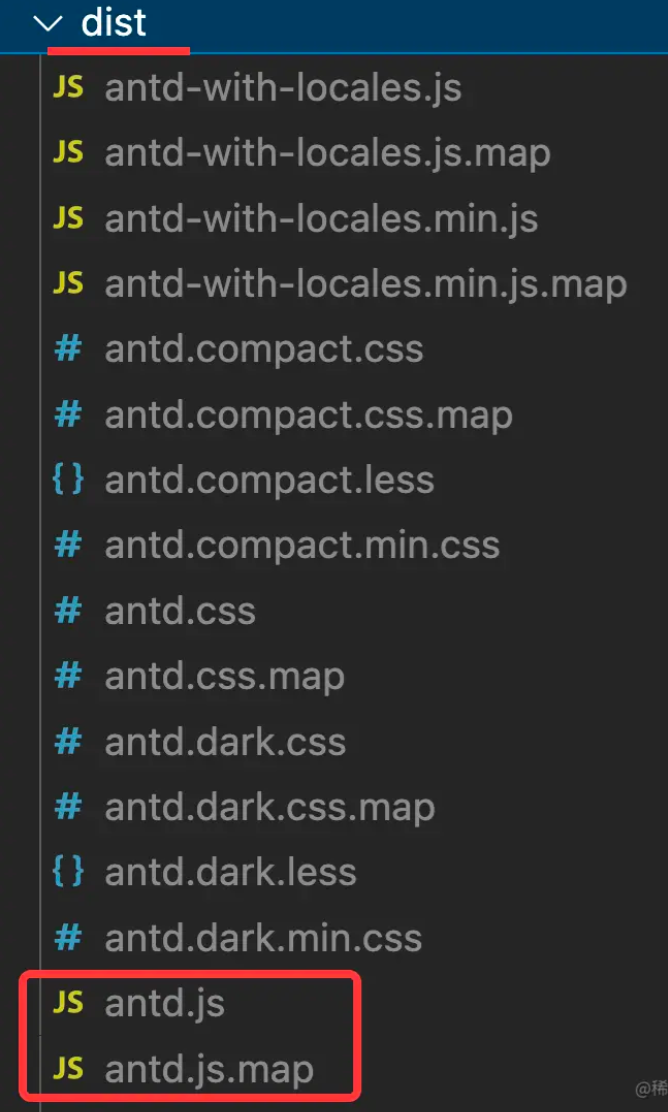 dist
JS antd-with-locales.js
JS antd-with-locales.js.map
JS antd-with-locales.min.js
JS antd-with-locales.min.js.map
# antd.compact.css
# antd.compact.css.map
{} antd.compact.less
# antd.compact.min.css
# antd.css
# antd.css.map
# antd.dark.css
# antd.dark.css.map
{} antd.dark.less
# antd.dark.min.css
JS antd.js
JS antd.js.map
@稀